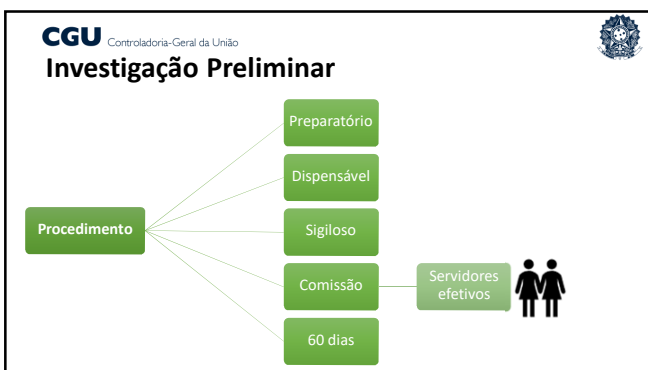 CGU Controladoria-Geral da União
Investigação Preliminar
Preparatório
Dispensável
Procedimento
Sigiloso
Comissão
Servidores
efetivos
60 dias